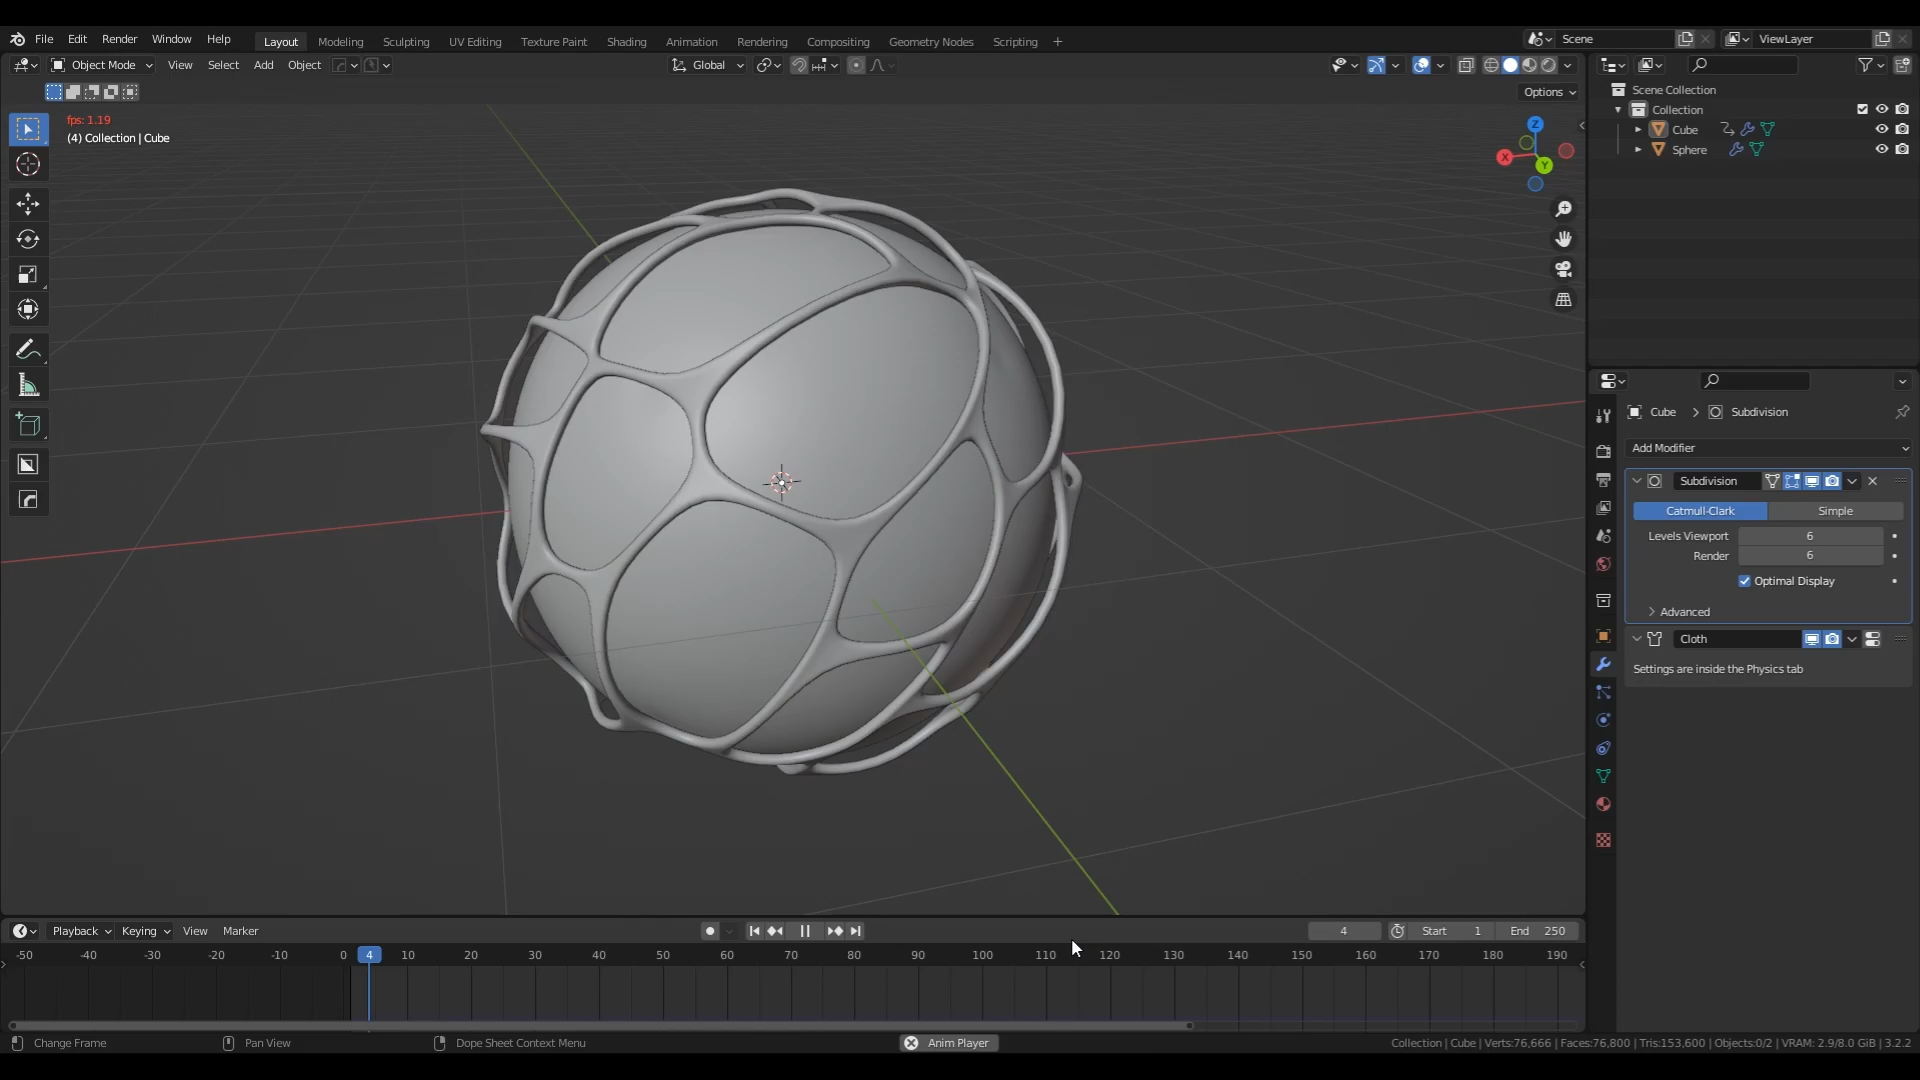 File Edit Render Window Help
Layout Modeling Sculpting UV Editing Texture Paint Shading Animation Rendering Compositing Geometry Nodes Scripting +
Scene
ViewLayer
Object Mode View Select Add Object
Global
Options
fps: 1.19
(4) Collection | Cube
Z
X
Y
Scene Collection
Collection
Cube
Sphere
Cube > Subdivision
Add Modifier
Subdivision
Catmull-Clark Simple
Levels Viewport 6
Render 6
Optimal Display
> Advanced
Cloth
Settings are inside the Physics tab
Playback Keying View Marker
4
Start 1
End 250
-50 -40 -30 -20 -10 0 4 10 20 30 40 50 60 70 80 90 100 110 120 130 140 150 160 170 180 190
Change Frame
Pan View
Dope Sheet Context Menu
Anim Player
Collection | Cube | Verts:76,666 | Faces:76,800 | Tris:153,600 | Objects:0/2 | VRAM: 2.9/8.0 GiB | 3.2.2